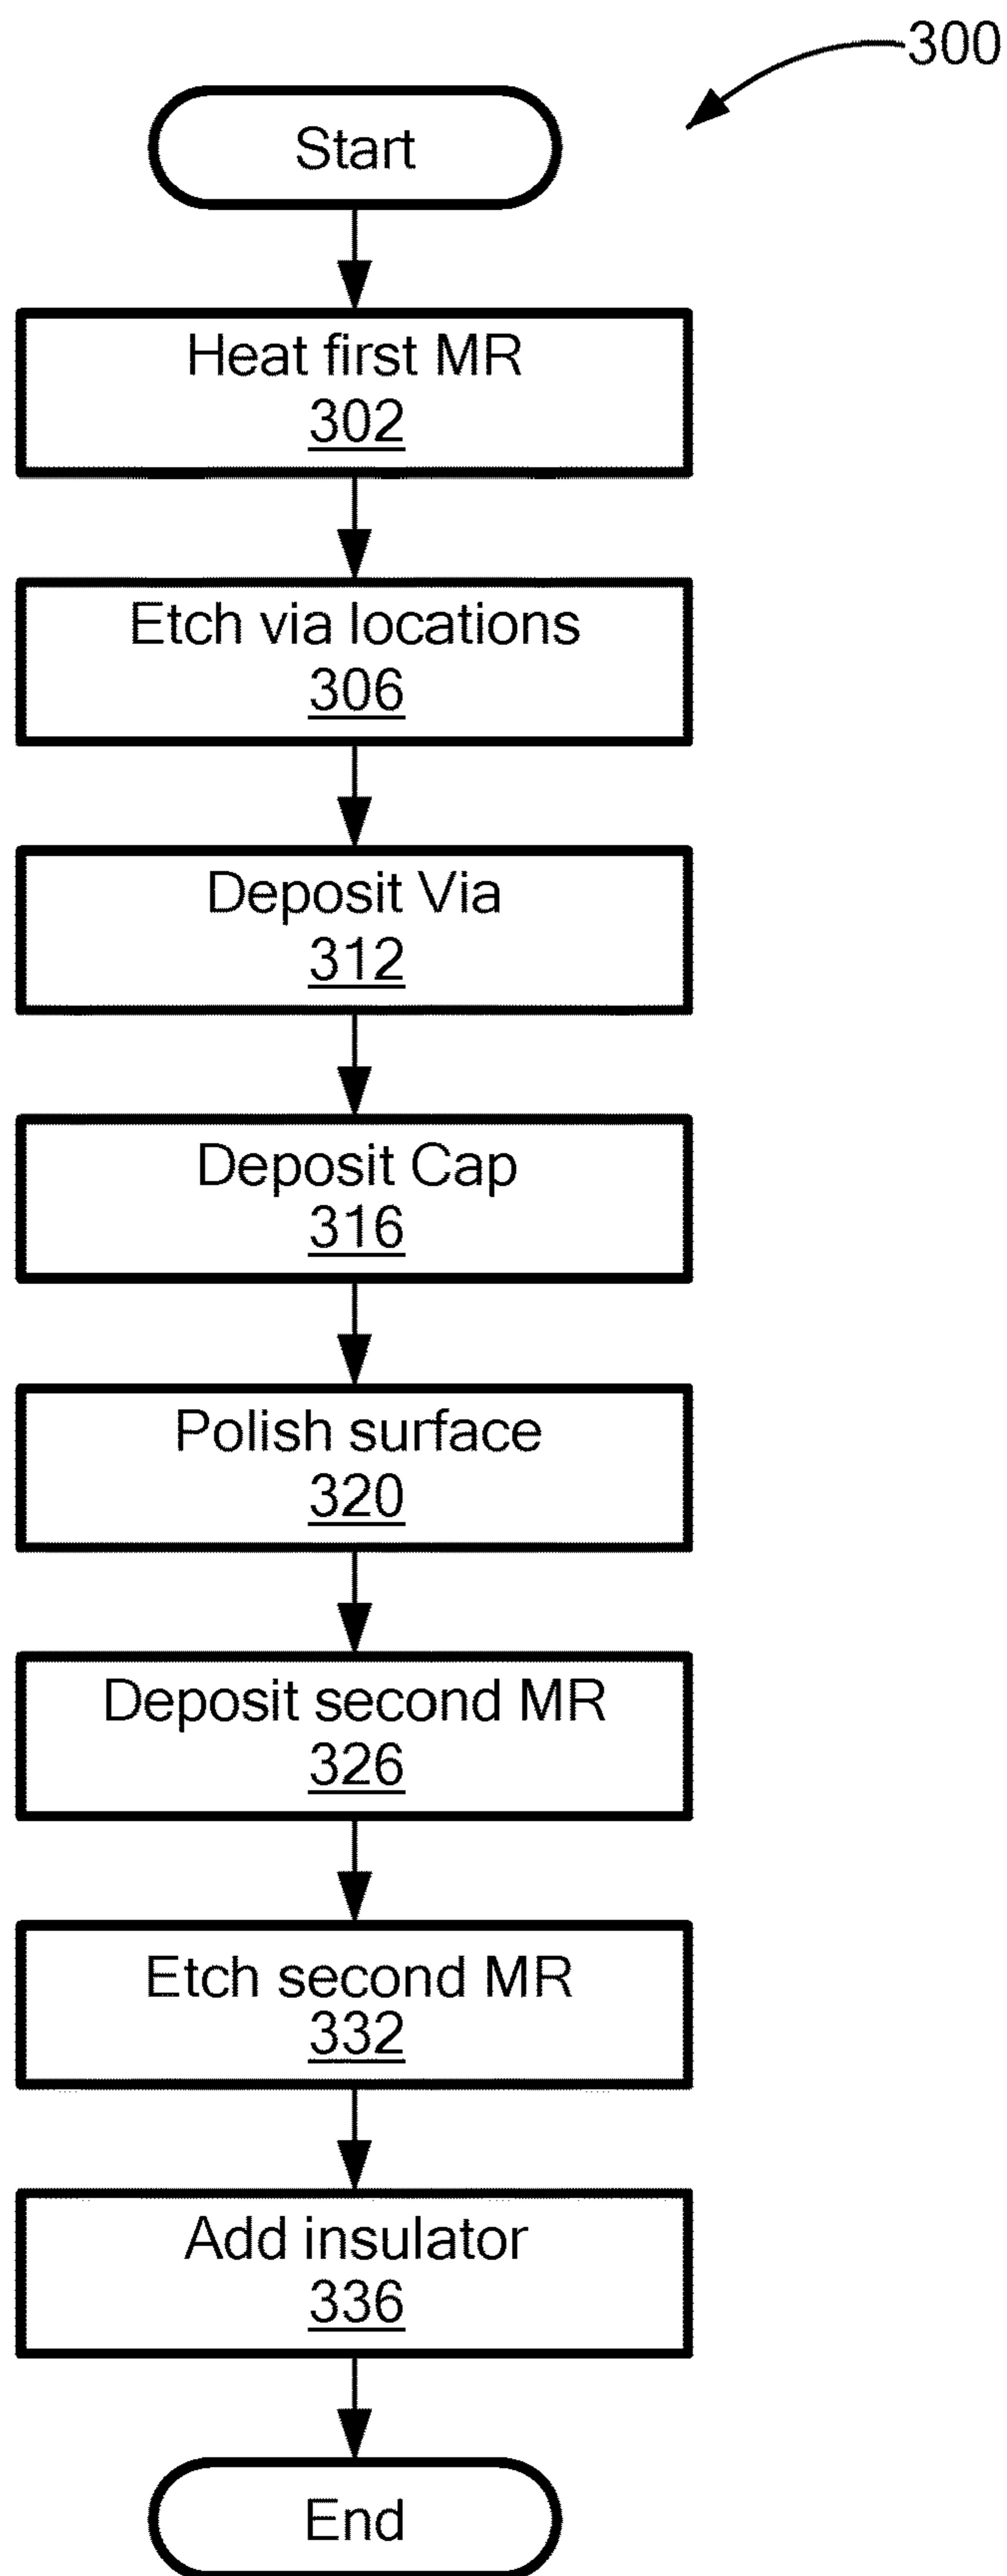 300
Start
Heat first MR
302
Etch via locations
306
Deposit Via
312
Deposit Cap
316
Polish surface
320
Deposit second MR
326
Etch second MR
332
Add insulator
336
End